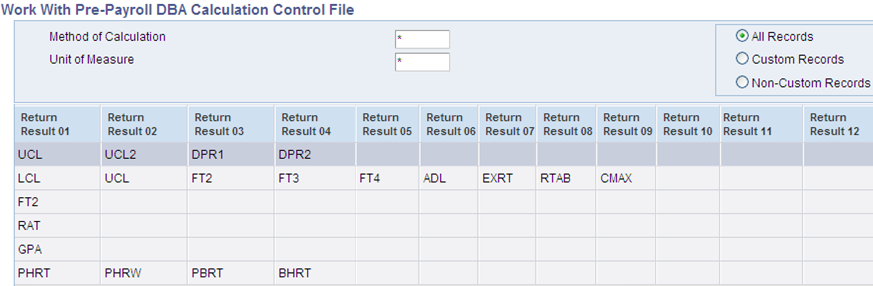 Work With Pre-Payroll DBA Calculation Control File
Method of Calculation * All Records
Unit of Measure * Custom Records
Non-Custom Records
Return Return Return Return Return Return Return Return Return Return Return Return
Result 01 Result 02 Result 03 Result 04 Result 05 Result 06 Result 07 Result 08 Result 09 Result 10 Result 11 Result 12
UCL UCL2 DPR1 DPR2
LCL UCL FT2 FT3 FT4 ADL EXRT RTAB CMAX
FT2
RAT
GPA
PHRT PHRW PBRT BHRT